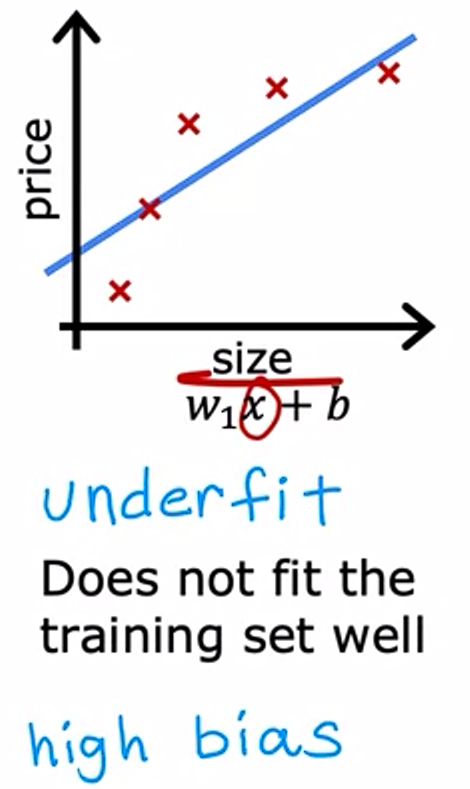 price
size
w₁x + b
underfit
Does not fit the
training set well
high bias